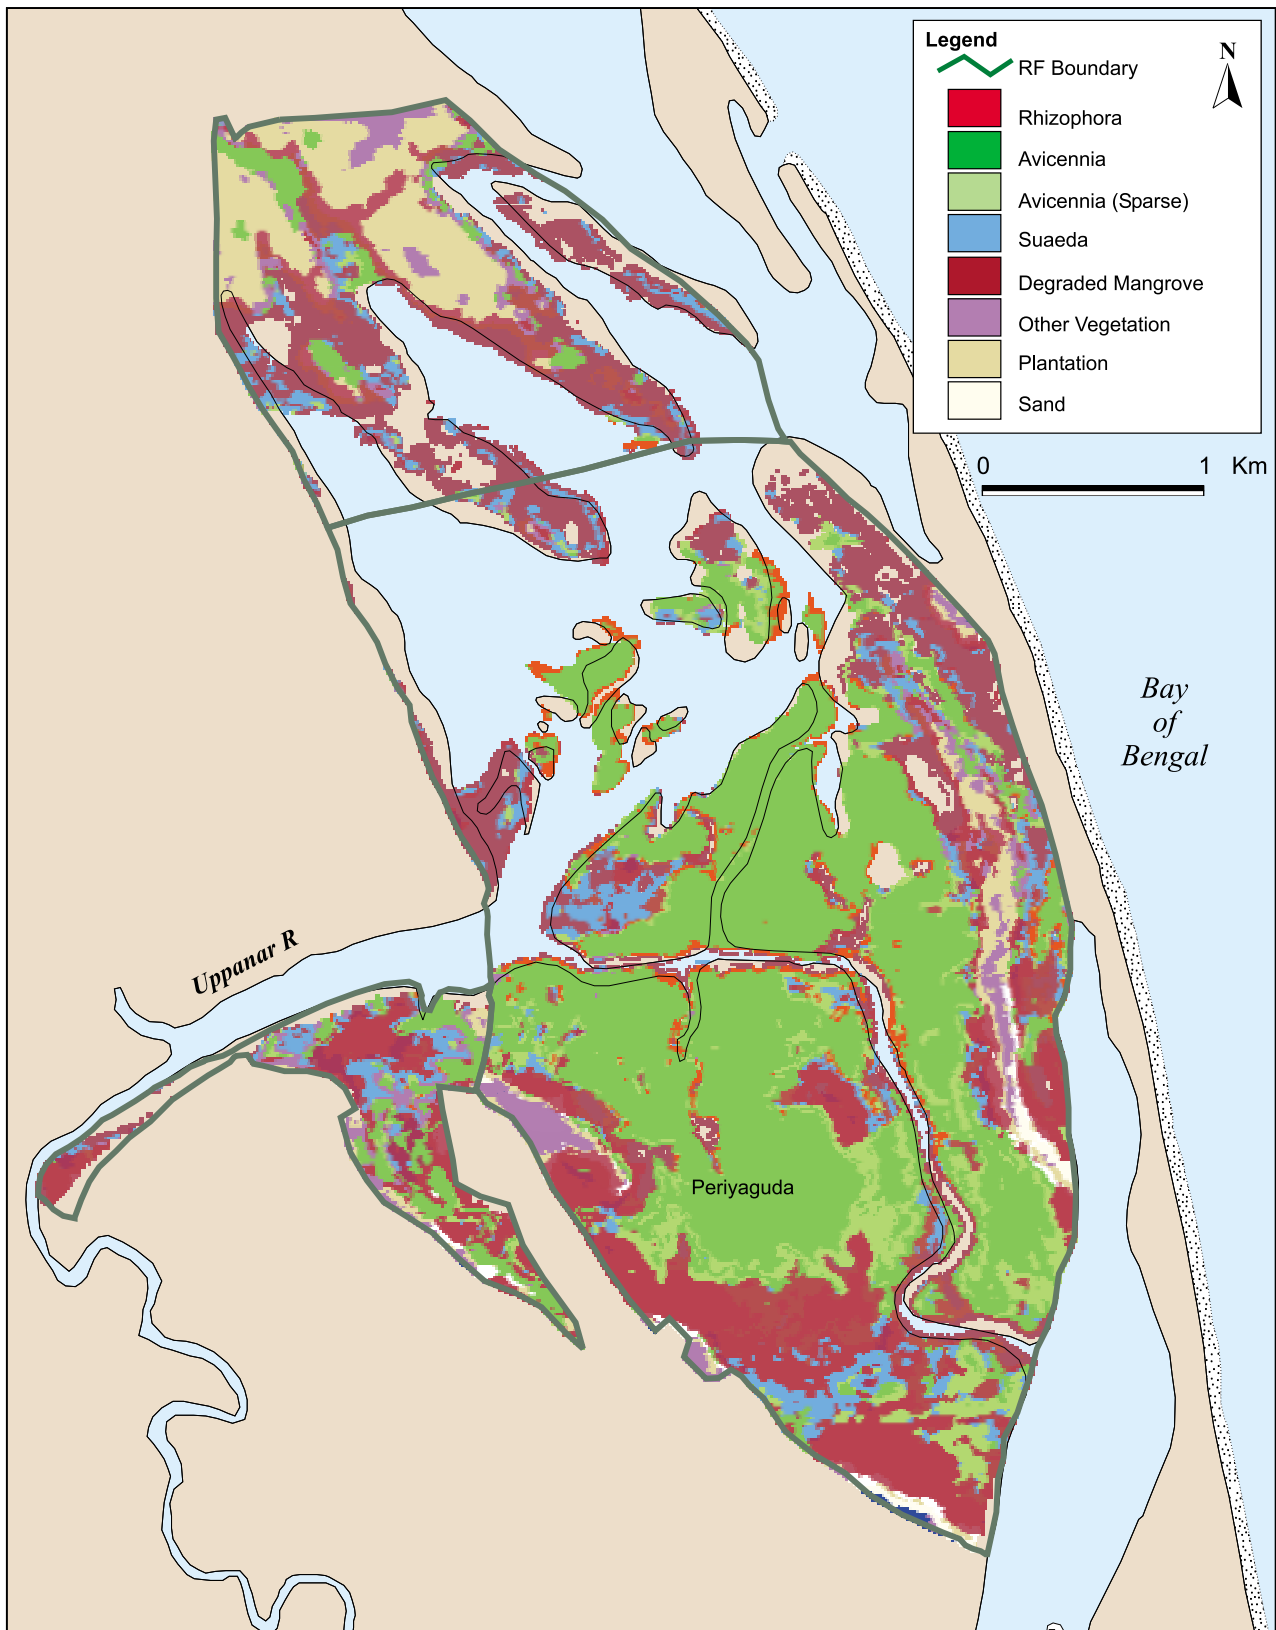 Legend
N
RF Boundary
Rhizophora
Avicennia
Avicennia (Sparse)
Suaeda
Degraded Mangrove
Other Vegetation
Plantation
Sand
0 1 Km
Bay
of
Bengal
Uppanar R
Periyaguda